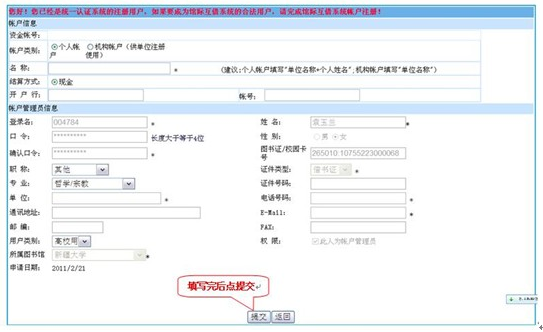 您好！您已经是统一认证系统的注册用户，如果要成为馆际互借系统的合法用户，请完成馆际互借系统帐户注册！
帐户信息
资金帐号：
帐户类别： 个人帐户 机构帐户（供单位注册使用）
名 称： * （建议：个人帐户填写"单位名称+个人姓名"；机构帐户填写"单位名称"）
结算方式： 现金
开 户 行： 帐号：
帐户管理员信息
登录名： 004784 * 姓 名： 袁玉兰 *
口 令： ********** 长度大于等于4位 性 别： 男 女
确认口令： ********** * 图书证/校园卡号 265010:10755223000068
职 称： 其他 证件类型： 借书证 *
专 业： 哲学/宗教 证件号码： *
单 位： * 电话号码： *
通讯地址： E-Mail： *
邮 编： FAX：
用户类别： 高校用 权 限： 此人为帐户管理员
所属图书馆 新疆大学 *
申请日期： 2011/2/21
填写完后点提交
提交 返回